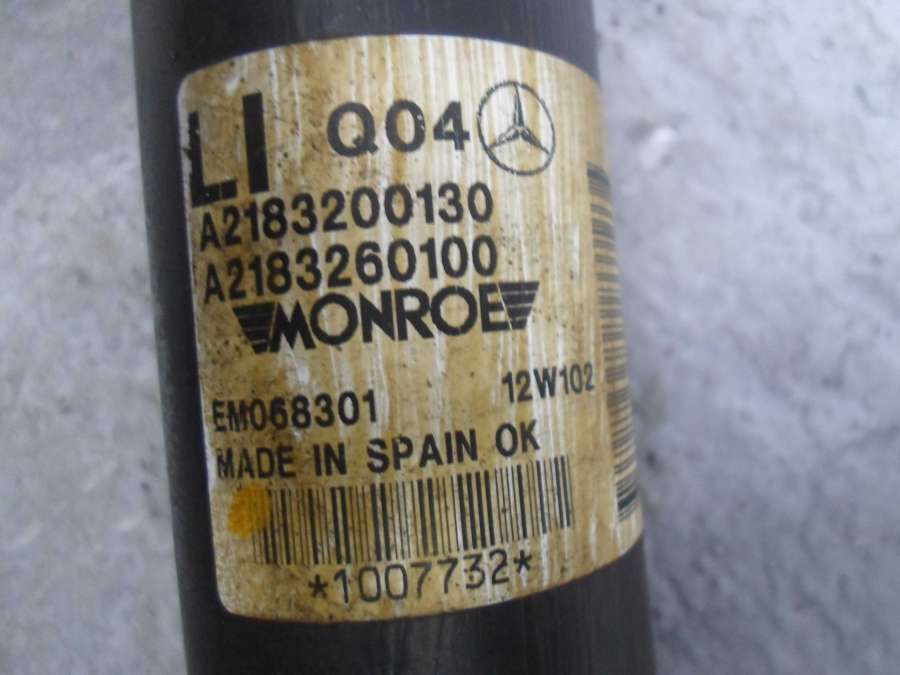 LI Q04
A2183200130
A2183260100
MONROE
EM068301 12W102
MADE IN SPAIN OK
*1007732*